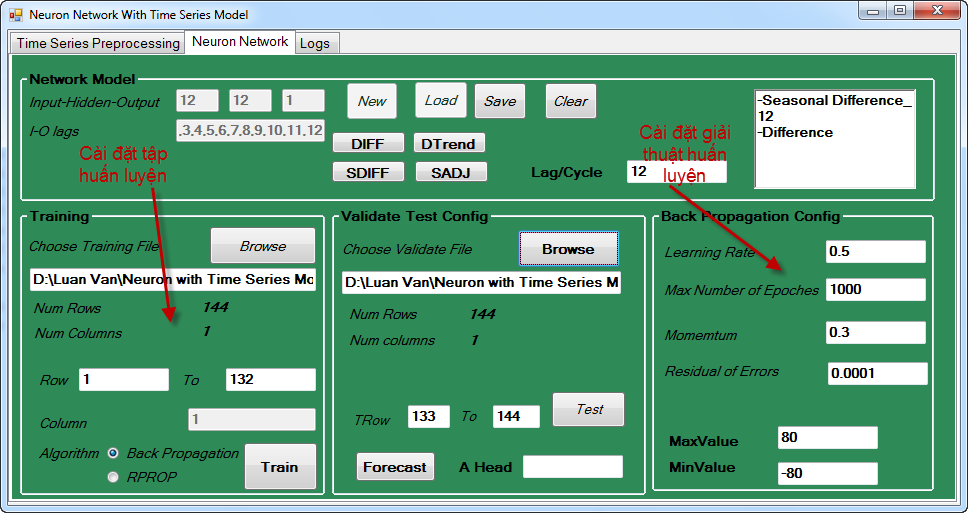 Neuron Network With Time Series Model
Time Series Preprocessing Neuron Network Logs
Network Model
Input-Hidden-Output 12 12 1 New Load Save Clear
I-O lags ,3,4,5,6,7,8,9,10,11,12
DIFF DTrend
SDIFF SADJ Lag/Cycle 12
-Seasonal Difference_
12
-Difference
Cài đặt tập
huấn luyện
Cài đặt giải
thuật huấn
luyện
Training
Choose Training File Browse
D:\Luan Van\Neuron with Time Series Mo
Num Rows 144
Num Columns 1
Row 1 To 132
Column 1
Algorithm Back Propagation
RPROP
Train
Validate Test Config
Choose Validate File Browse
D:\Luan Van\Neuron with Time Series M
Num Rows 144
Num columns 1
TRow 133 To 144 Test
Forecast A Head
Back Propagation Config
Learning Rate 0.5
Max Number of Epoches 1000
Momemtum 0.3
Residual of Errors 0.0001
MaxValue 80
MinValue -80